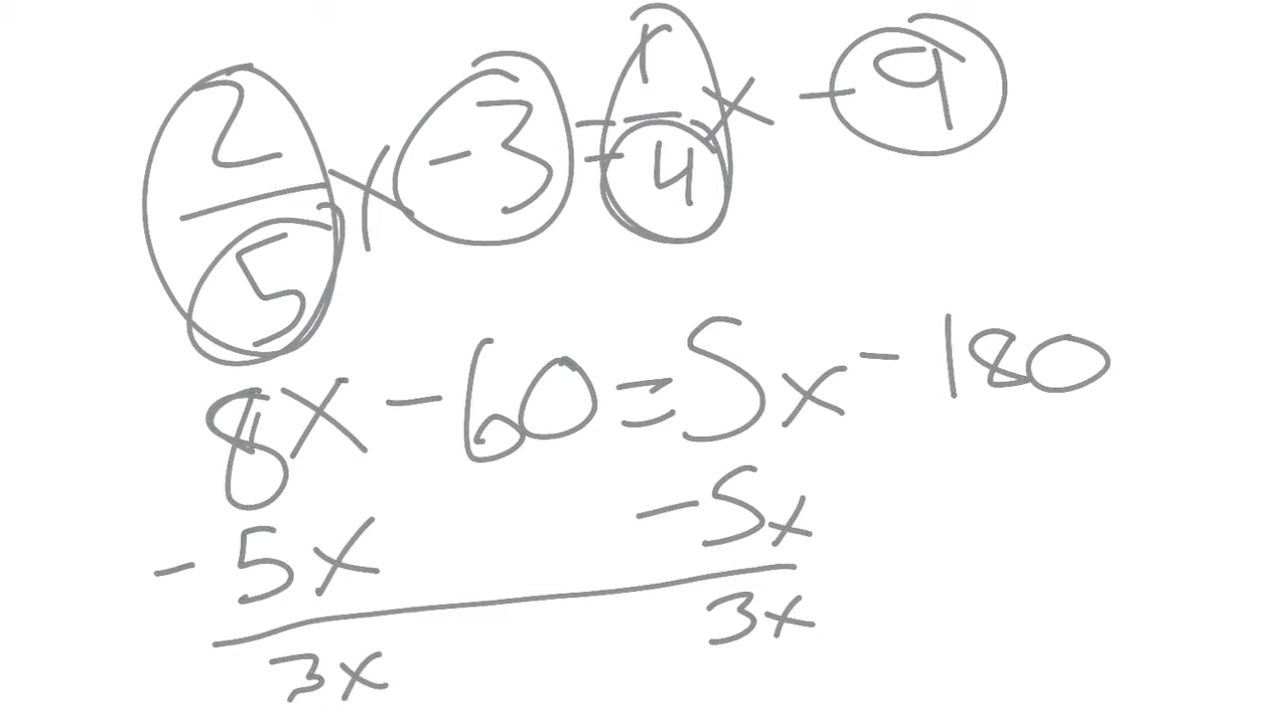 2/5 x - 3 = 1/4 x - 9
8x - 60 = 5x - 180
- 5x - 5x
3x 3x